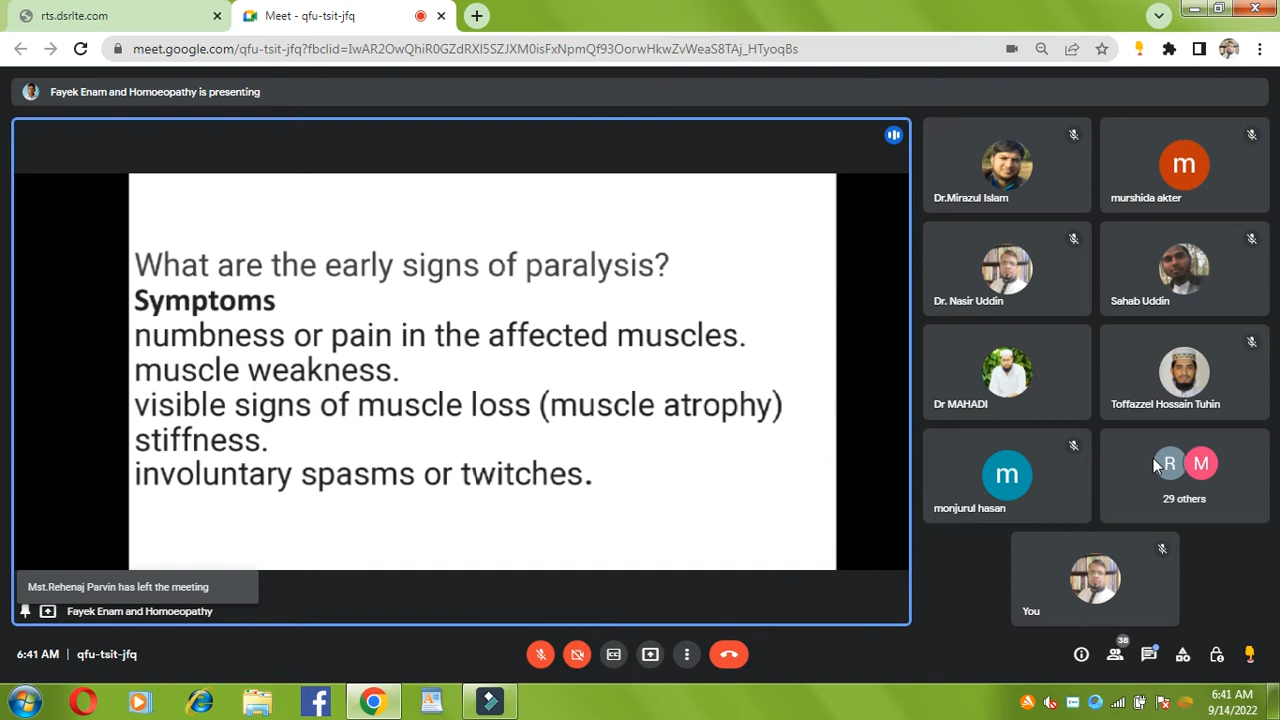 rts.dsrlte.com
Meet - qfu-tsit-jfq
meet.google.com/qfu-tsit-jfq?fbclid=IwAR2OwQhiR0GZdRXI5SZJXM0isFxNpmQf93OorwHkwZvWeaS8TAj_HTyoqBs
Fayek Enam and Homoeopathy is presenting
What are the early signs of paralysis?
Symptoms
numbness or pain in the affected muscles.
muscle weakness.
visible signs of muscle loss (muscle atrophy)
stiffness.
involuntary spasms or twitches.
Mst.Rehenaj Parvin has left the meeting
Fayek Enam and Homoeopathy
Dr.Mirazul Islam
m
murshida akter
Dr. Nasir Uddin
Sahab Uddin
Dr MAHADI
Toffazzel Hossain Tuhin
m
monjurul hasan
R M
29 others
You
6:41 AM | qfu-tsit-jfq
38
6:41 AM
9/14/2022